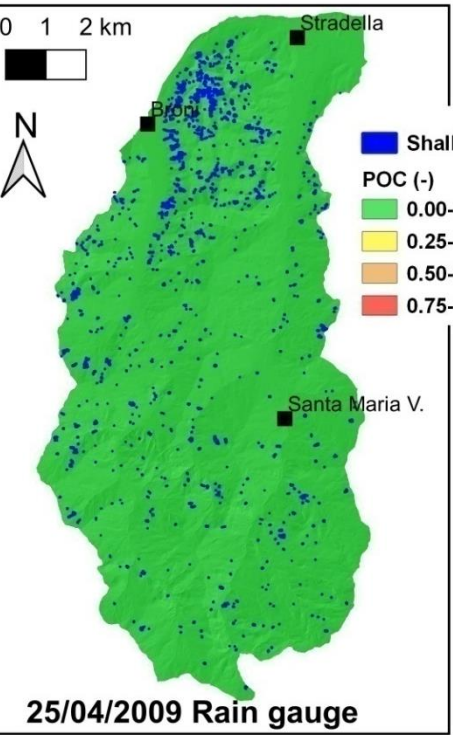 0 1 2 km
Stradella
Broni
N
Shall
POC (-)
0.00-
0.25-
0.50-
0.75-
Santa Maria V.
25/04/2009 Rain gauge